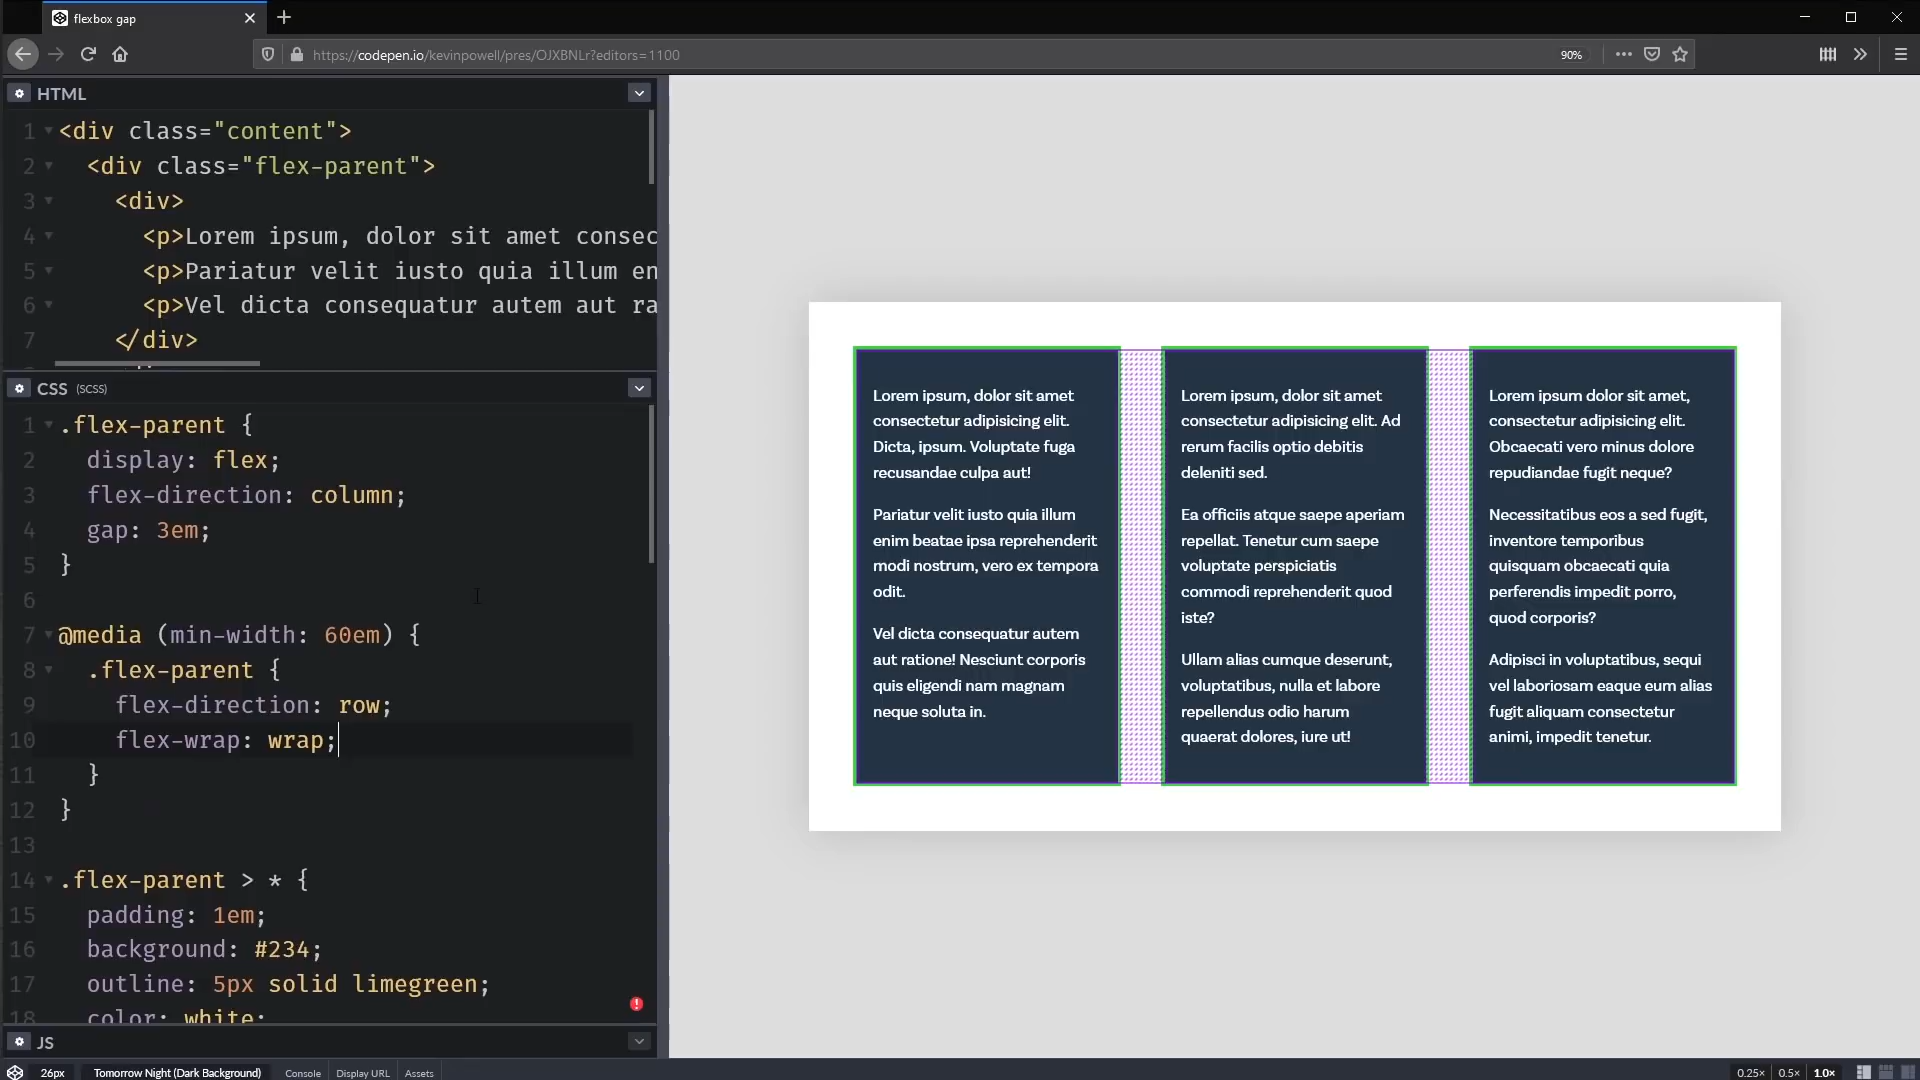 flexbox gap
https://codepen.io/kevinpowell/pres/OJXBNLr?editors=1100
90%
HTML
1 <div class="content">
2 <div class="flex-parent">
3 <div>
4 <p>Lorem ipsum, dolor sit amet consec
5 <p>Pariatur velit iusto quia illum en
6 <p>Vel dicta consequatur autem aut ra
7 </div>
CSS (SCSS)
1 .flex-parent {
2 display: flex;
3 flex-direction: column;
4 gap: 3em;
5 }
6
7 @media (min-width: 60em) {
8 .flex-parent {
9 flex-direction: row;
10 flex-wrap: wrap;
11 }
12 }
13
14 .flex-parent > * {
15 padding: 1em;
16 background: #234;
17 outline: 5px solid limegreen;
18 color: white;
JS
26px Tomorrow Night (Dark Background) Console Display URL Assets
Lorem ipsum, dolor sit amet
consectetur adipisicing elit.
Dicta, ipsum. Voluptate fuga
recusandae culpa aut!
Pariatur velit iusto quia illum
enim beatae ipsa reprehenderit
modi nostrum, vero ex tempora
odit.
Vel dicta consequatur autem
aut ratione! Nesciunt corporis
quis eligendi nam magnam
neque soluta in.
Lorem ipsum, dolor sit amet
consectetur adipisicing elit. Ad
rerum facilis optio debitis
deleniti sed.
Ea officiis atque saepe aperiam
repellat. Tenetur cum saepe
voluptate perspiciatis
commodi reprehenderit quod
iste?
Ullam alias cumque deserunt,
voluptatibus, nulla et labore
repellendus odio harum
quaerat dolores, iure ut!
Lorem ipsum dolor sit amet,
consectetur adipisicing elit.
Obcaecati vero minus dolore
repudiandae fugit neque?
Necessitatibus eos a sed fugit,
inventore temporibus
quisquam obcaecati quia
perferendis impedit porro,
quod corporis?
Adipisci in voluptatibus, sequi
vel laboriosam eaque eum alias
fugit aliquam consectetur
animi, impedit tenetur.
0.25× 0.5× 1.0×